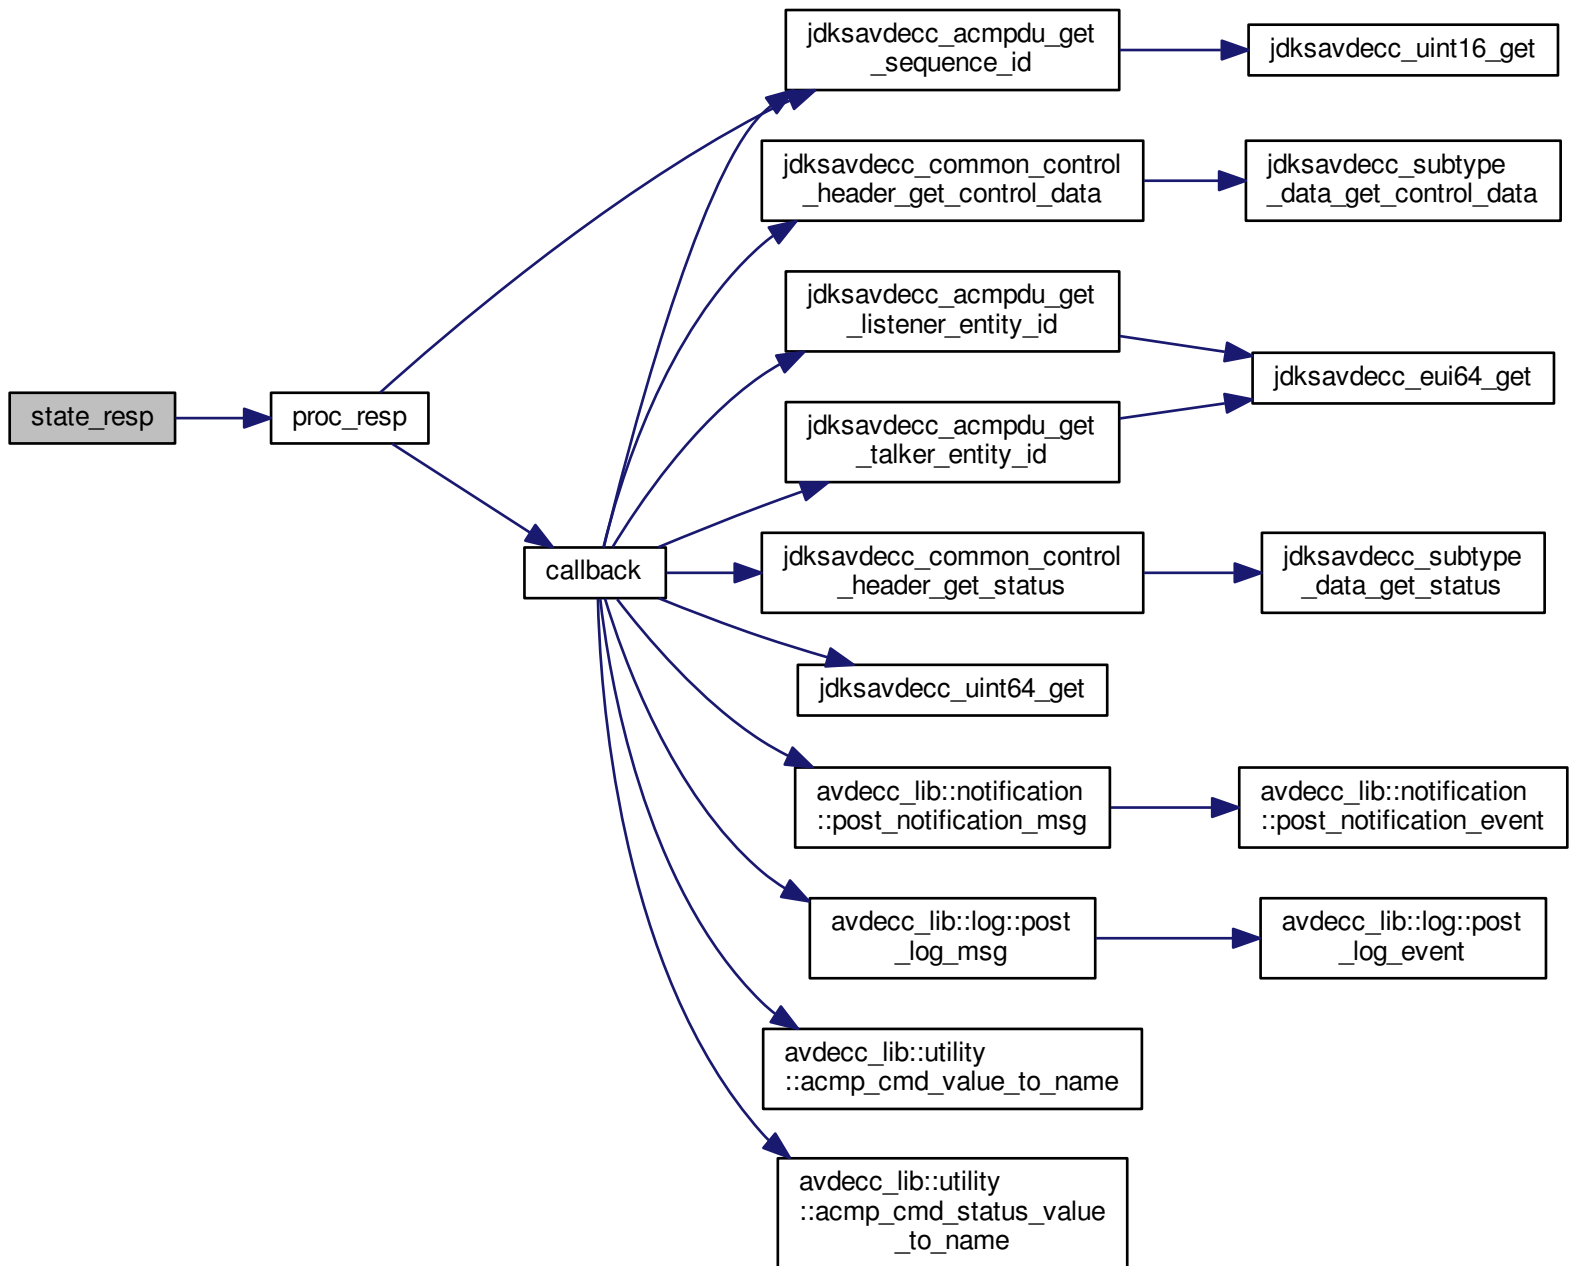 state_resp
proc_resp
callback
jdksavdecc_acmpdu_get
_sequence_id
jdksavdecc_common_control
_header_get_control_data
jdksavdecc_acmpdu_get
_listener_entity_id
jdksavdecc_acmpdu_get
_talker_entity_id
jdksavdecc_common_control
_header_get_status
jdksavdecc_uint64_get
avdecc_lib::notification
::post_notification_msg
avdecc_lib::log::post
_log_msg
avdecc_lib::utility
::acmp_cmd_value_to_name
avdecc_lib::utility
::acmp_cmd_status_value
_to_name
jdksavdecc_uint16_get
jdksavdecc_subtype
_data_get_control_data
jdksavdecc_eui64_get
jdksavdecc_subtype
_data_get_status
avdecc_lib::notification
::post_notification_event
avdecc_lib::log::post
_log_event